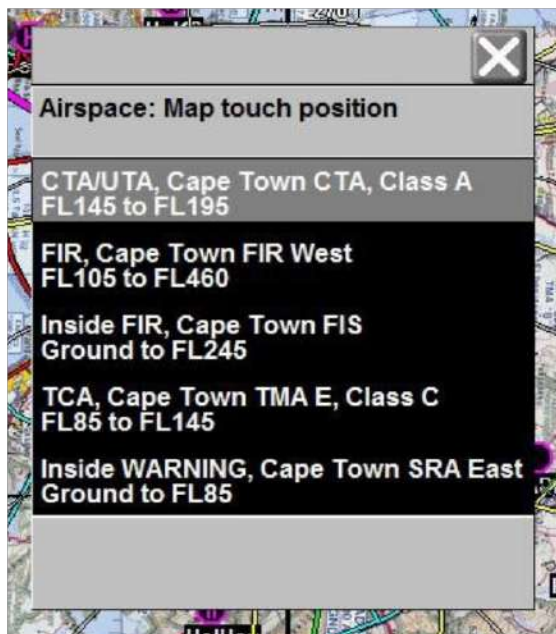 Airspace: Map touch position
CTA/UTA, Cape Town CTA, Class A
FL145 to FL195
FIR, Cape Town FIR West
FL105 to FL460
Inside FIR, Cape Town FIS
Ground to FL245
TCA, Cape Town TMA E, Class C
FL85 to FL145
Inside WARNING, Cape Town SRA East
Ground to FL85